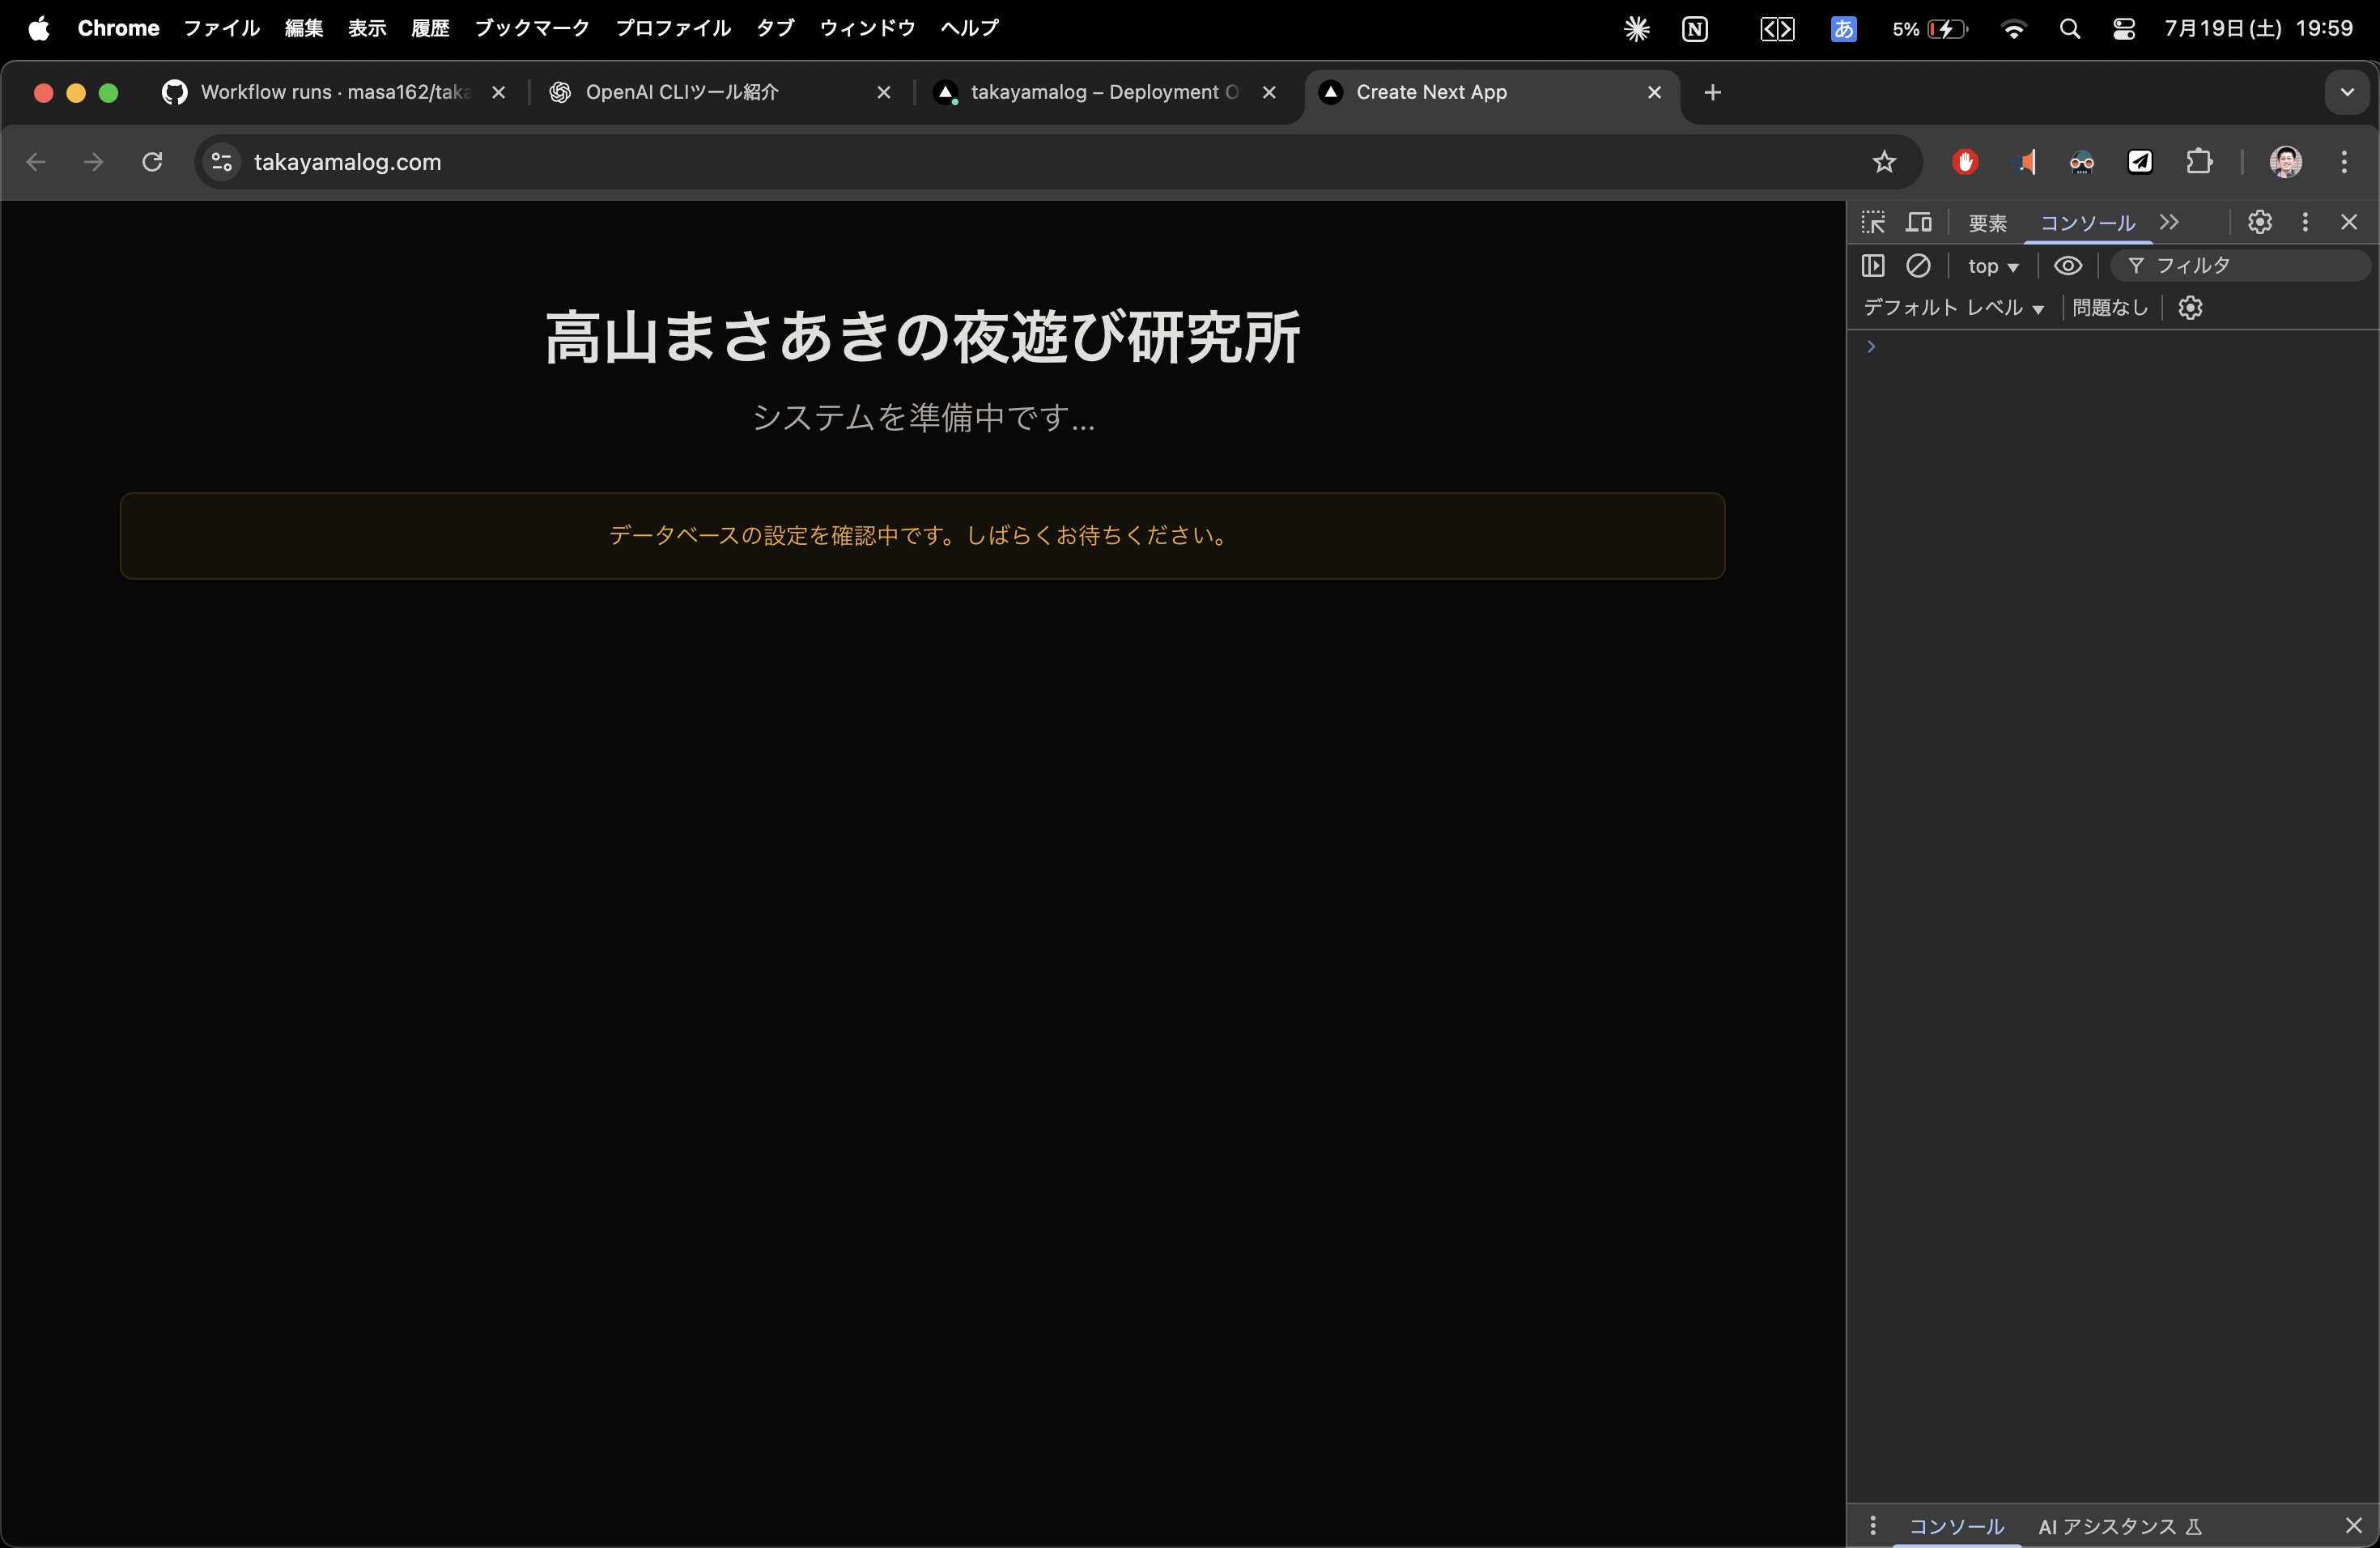 Chrome ファイル 編集 表示 履歴 ブックマーク プロファイル タブ ウィンドウ ヘルプ あ 5% 7月19日(土) 19:59
Workflow runs · masa162/taka OpenAI CLIツール紹介 takayamalog – Deployment O Create Next App
takayamalog.com
要素 コンソール
top フィルタ
デフォルト レベル 問題なし
高山まさあきの夜遊び研究所
システムを準備中です...
データベースの設定を確認中です。しばらくお待ちください。
コンソール AI アシスタンス